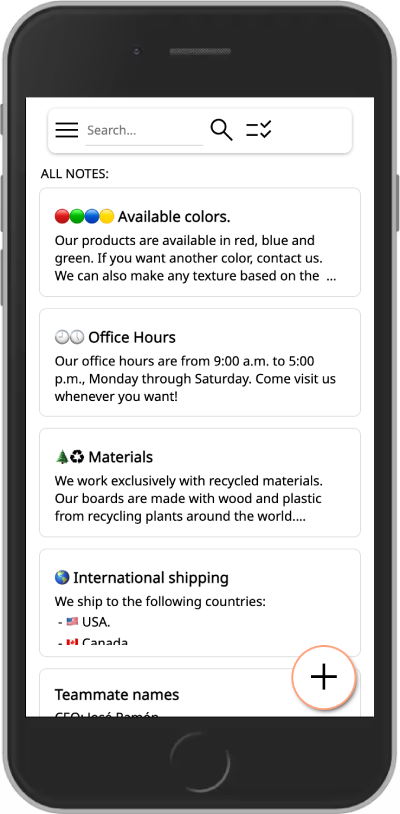 Search...
ALL NOTES:
🔴🟢🔵🟡 Available colors.
Our products are available in red, blue and
green. If you want another color, contact us.
We can also make any texture based on the ...
🕘🕔 Office Hours
Our office hours are from 9:00 a.m. to 5:00
p.m., Monday through Saturday. Come visit us
whenever you want!
🌲♻ Materials
We work exclusively with recycled materials.
Our boards are made with wood and plastic
from recycling plants around the world....
🌎 International shipping
We ship to the following countries:
- 🇺🇸 USA.
- 🇨🇦 Canada
Teammate names
CEO: José Ramón